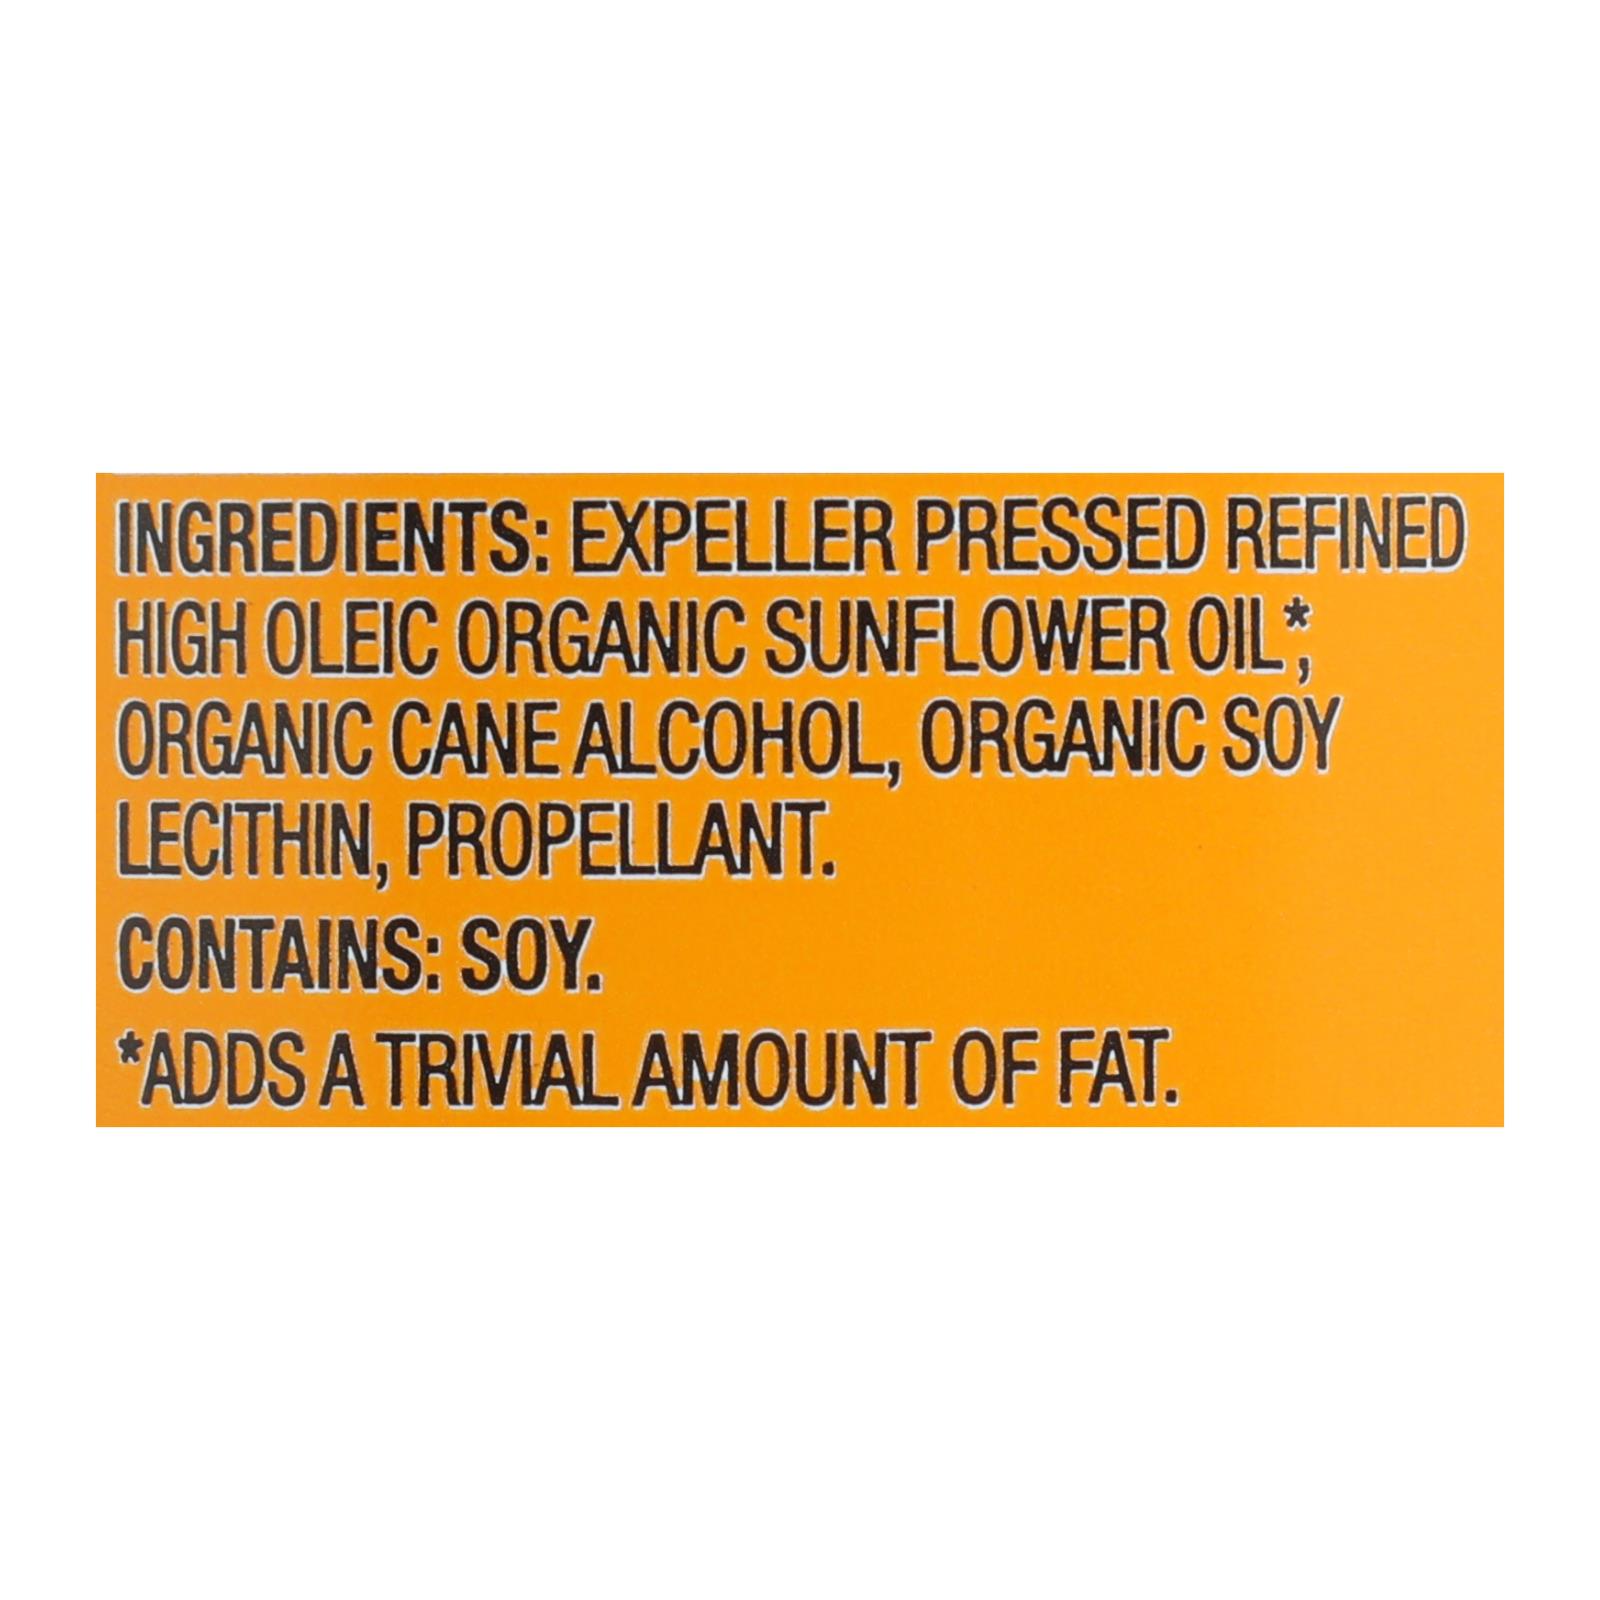 INGREDIENTS: EXPELLER PRESSED REFINED
HIGH OLEIC ORGANIC SUNFLOWER OIL*,
ORGANIC CANE ALCOHOL, ORGANIC SOY
LECITHIN, PROPELLANT.
CONTAINS: SOY.
*ADDS A TRIVIAL AMOUNT OF FAT.